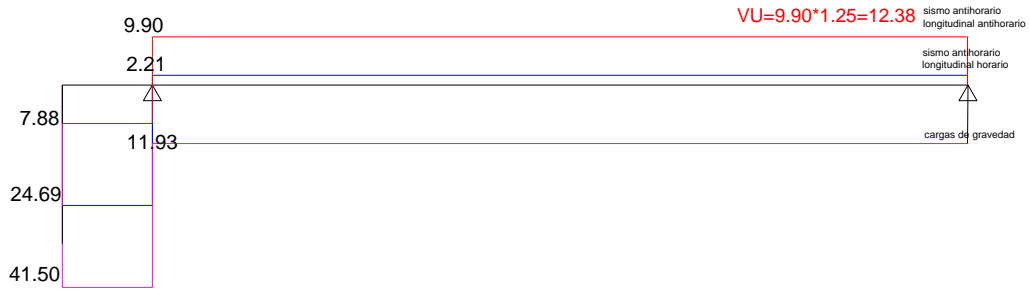 VU=9.90*1.25=12.38
sismo antihorario
longitudinal antihorario
9.90
sismo antihorario
longitudinal horario
2.21
7.88
11.93
cargas de gravedad
24.69
41.50